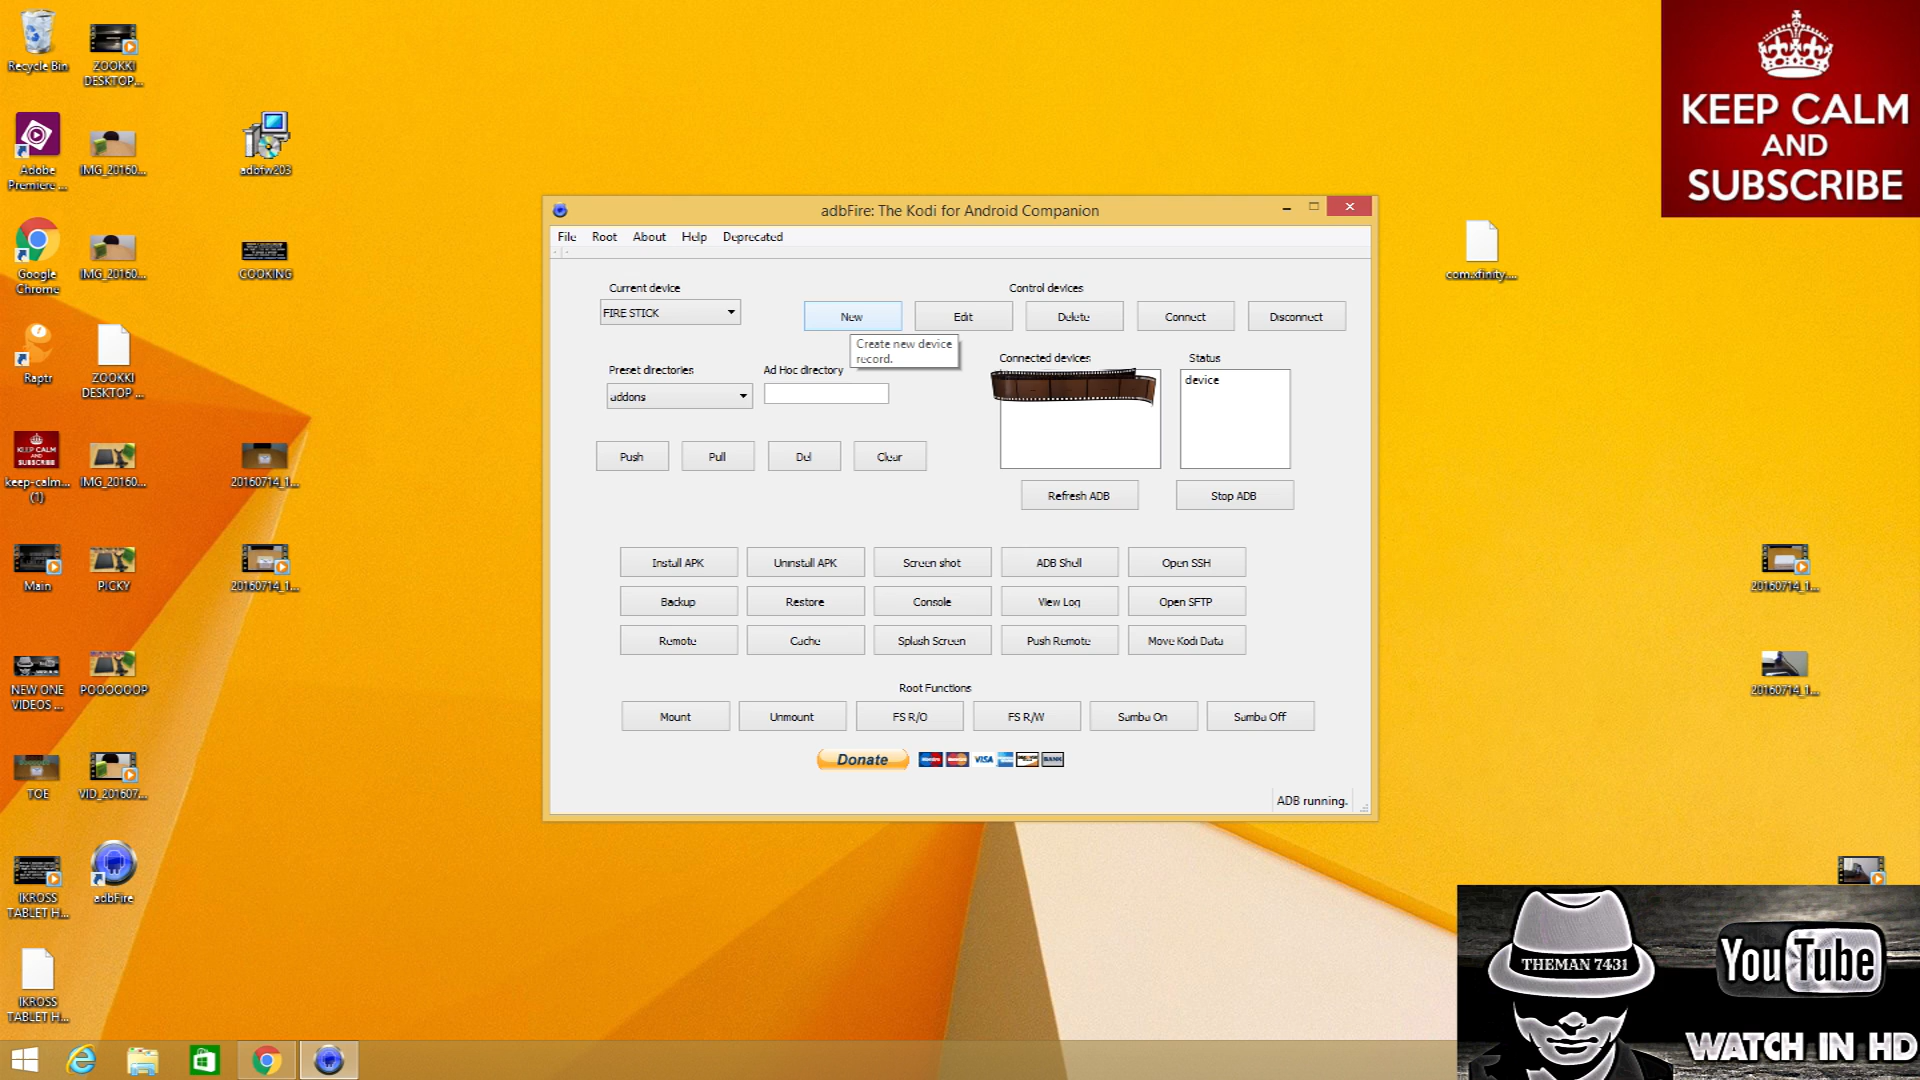 Recycle Bin
ZOOKKI
DESKTOP...
Adobe
Premiere ...
IMG_20160...
adbfw203
Google
Chrome
IMG_20160...
COOKING
Raptr
ZOOKKI
DESKTOP ...
KEEP CALM
AND
SUBSCRIBE
keep-calm...
(1)
IMG_20160...
20160714_1...
Main
PICKY
20160714_1...
NEW ONE
VIDEOS ...
POOOOOOP
TOE
VID_201607...
IKROSS
TABLET H...
adbFire
IKROSS
TABLET H...
adbFire: The Kodi for Android Companion
File Root About Help Deprecated
Current device
FIRE STICK
Control devices
New Edit Delete Connect Disconnect
Create new device
record.
Preset directories
addons
Ad Hoc directory
Connected devices
Status
device
Push Pull Del Clear
Refresh ADB Stop ADB
Install APK Uninstall APK Screen shot ADB Shell Open SSH
Backup Restore Console View Log Open SFTP
Remote Cache Splash Screen Push Remote Move Kodi Data
Root Functions
Mount Unmount FS R/O FS R/W Samba On Samba Off
Donate
VISA
BANK
ADB running.
KEEP CALM
AND
SUBSCRIBE
com.xfinity....
20160714_1...
20160714_1...
THEMAN 7431
YouTube
WATCH IN HD